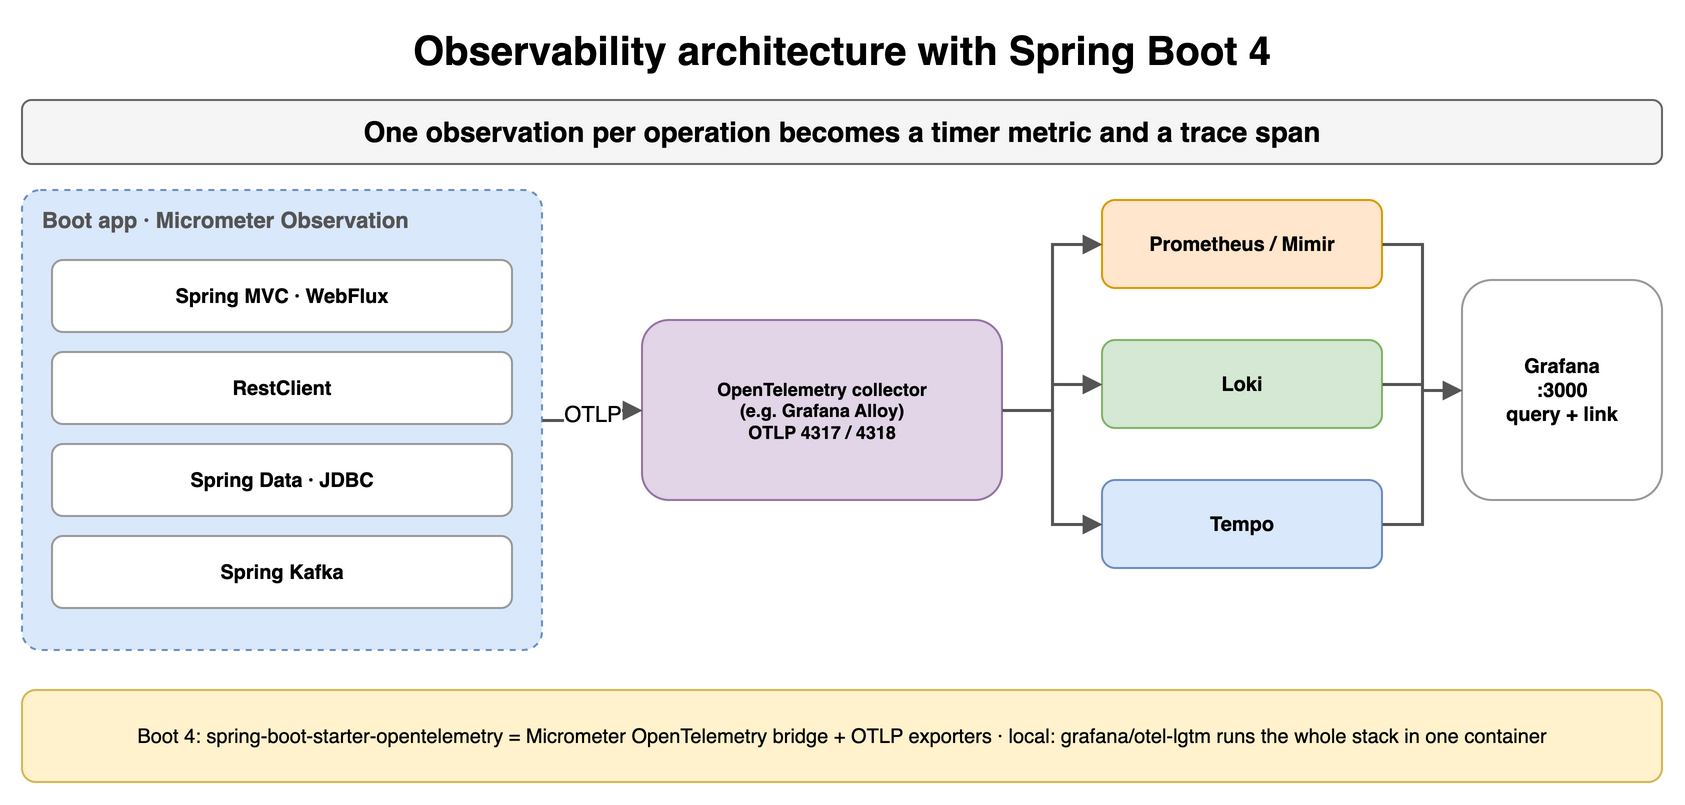 Observability architecture with Spring Boot 4
One observation per operation becomes a timer metric and a trace span
Boot app · Micrometer Observation
Spring MVC · WebFlux
RestClient
Spring Data · JDBC
Spring Kafka
OTLP
OpenTelemetry collector
(e.g. Grafana Alloy)
OTLP 4317 / 4318
Prometheus / Mimir
Loki
Tempo
Grafana
:3000
query + link
Boot 4: spring-boot-starter-opentelemetry = Micrometer OpenTelemetry bridge + OTLP exporters · local: grafana/otel-lgtm runs the whole stack in one container